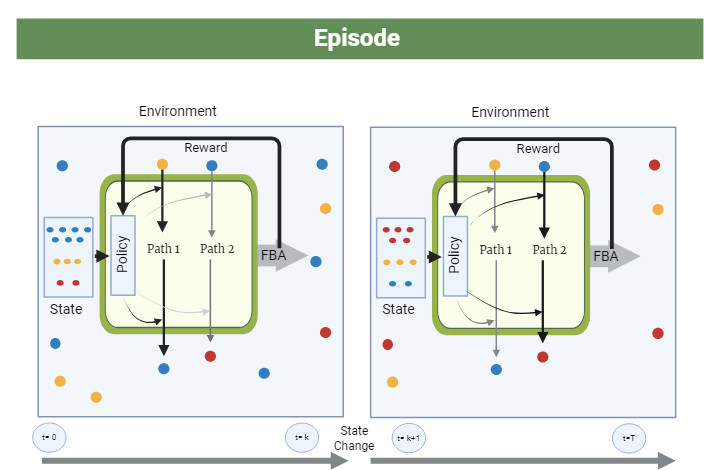 Episode
Environment
Reward
Policy
Path 1
Path 2
FBA
State
Environment
Reward
Policy
Path 1
Path 2
FBA
State
t= 0
t= k
State
Change
t= k+1
t=T